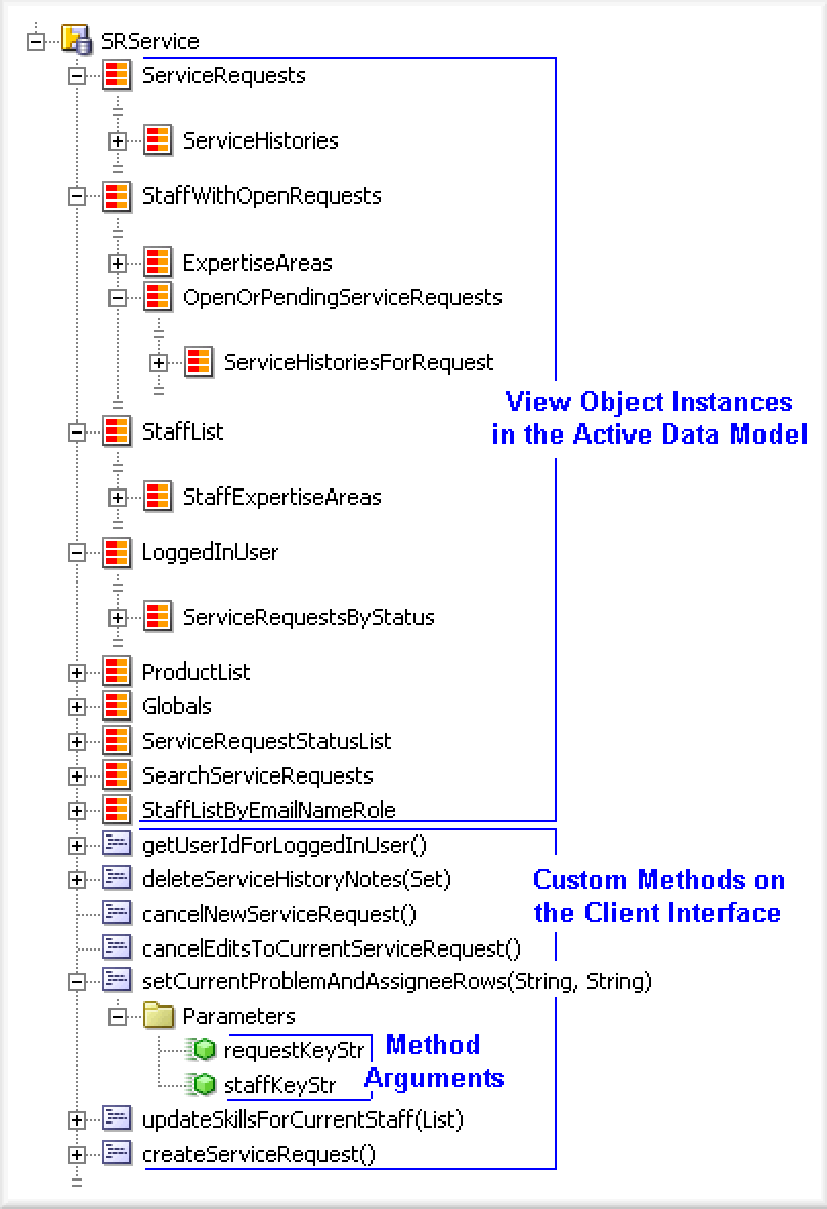 SRService
ServiceRequests
ServiceHistories
StaffWithOpenRequests
ExpertiseAreas
OpenOrPendingServiceRequests
ServiceHistoriesForRequest
View Object Instances
in the Active Data Model
StaffList
StaffExpertiseAreas
LoggedInUser
ServiceRequestsByStatus
ProductList
Globals
ServiceRequestStatusList
SearchServiceRequests
StaffListByEmailNameRole
getUserIdForLoggedInUser()
deleteServiceHistoryNotes(Set)
Custom Methods on
the Client Interface
cancelNewServiceRequest()
cancelEditsToCurrentServiceRequest()
setCurrentProblemAndAssigneeRows(String, String)
Parameters
requestKeyStr
staffKeyStr
Method
Arguments
updateSkillsForCurrentStaff(List)
createServiceRequest()